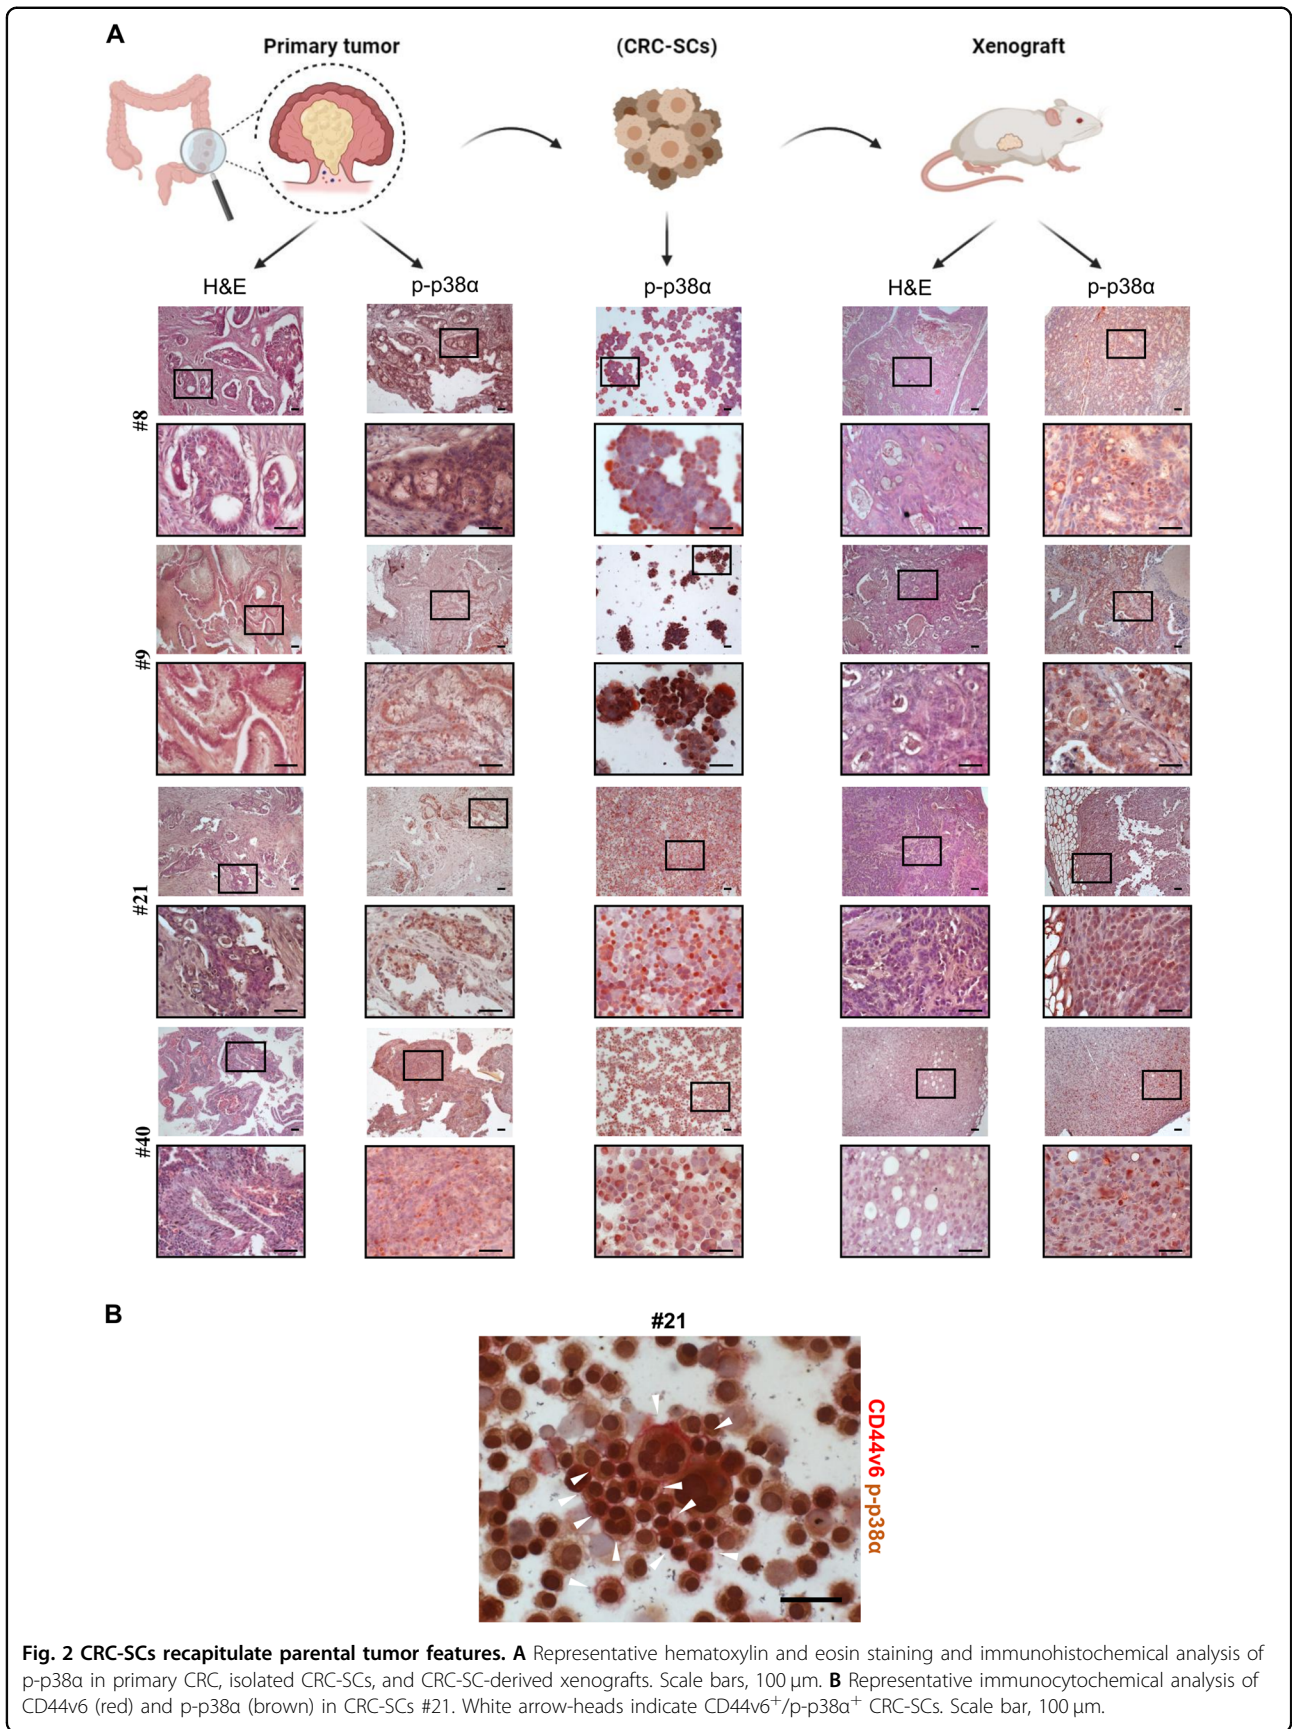 A
Primary tumor
(CRC-SCs)
Xenograft
H&E
p-p38α
p-p38α
H&E
p-p38α
#8
#9
#21
#40
B
#21
CD44v6 p-p38α
Fig. 2 CRC-SCs recapitulate parental tumor features. A Representative hematoxylin and eosin staining and immunohistochemical analysis of
p-p38α in primary CRC, isolated CRC-SCs, and CRC-SC-derived xenografts. Scale bars, 100 μm. B Representative immunocytochemical analysis of
CD44v6 (red) and p-p38α (brown) in CRC-SCs #21. White arrow-heads indicate CD44v6⁺/p-p38α⁺ CRC-SCs. Scale bar, 100 μm.